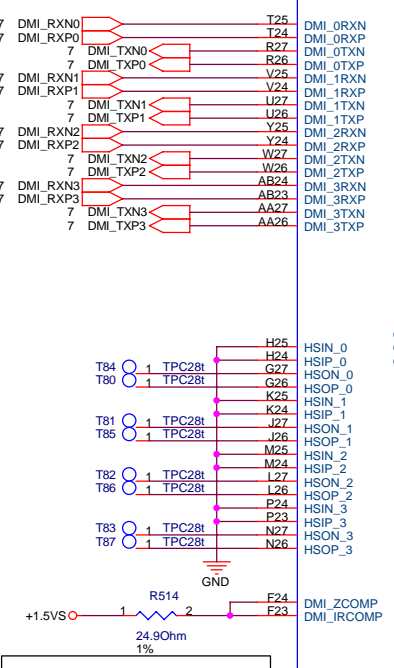 7 DMI_RXN0 T25 DMI_0RXN
7 DMI_RXP0 T24 DMI_0RXP
7 DMI_TXN0 R27 DMI_0TXN
7 DMI_TXP0 R26 DMI_0TXP
7 DMI_RXN1 V25 DMI_1RXN
7 DMI_RXP1 V24 DMI_1RXP
7 DMI_TXN1 U27 DMI_1TXN
7 DMI_TXP1 U26 DMI_1TXP
7 DMI_RXN2 Y25 DMI_2RXN
7 DMI_RXP2 Y24 DMI_2RXP
7 DMI_TXN2 W27 DMI_2TXN
7 DMI_TXP2 W26 DMI_2TXP
7 DMI_RXN3 AB24 DMI_3RXN
7 DMI_RXP3 AB23 DMI_3RXP
7 DMI_TXN3 AA27 DMI_3TXN
7 DMI_TXP3 AA26 DMI_3TXP
H25 HSIN_0
H24 HSIP_0
T84 1 TPC28t G27 HSON_0
T80 1 TPC28t G26 HSOP_0
K25 HSIN_1
K24 HSIP_1
T81 1 TPC28t J27 HSON_1
T85 1 TPC28t J26 HSOP_1
M25 HSIN_2
M24 HSIP_2
T82 1 TPC28t L27 HSON_2
T86 1 TPC28t L26 HSOP_2
P24 HSIN_3
P23 HSIP_3
T83 1 TPC28t N27 HSON_3
T87 1 TPC28t N26 HSOP_3
GND
R514
F24 DMI_ZCOMP
+1.5VS 1 2 F23 DMI_IRCOMP
24.9Ohm
1%